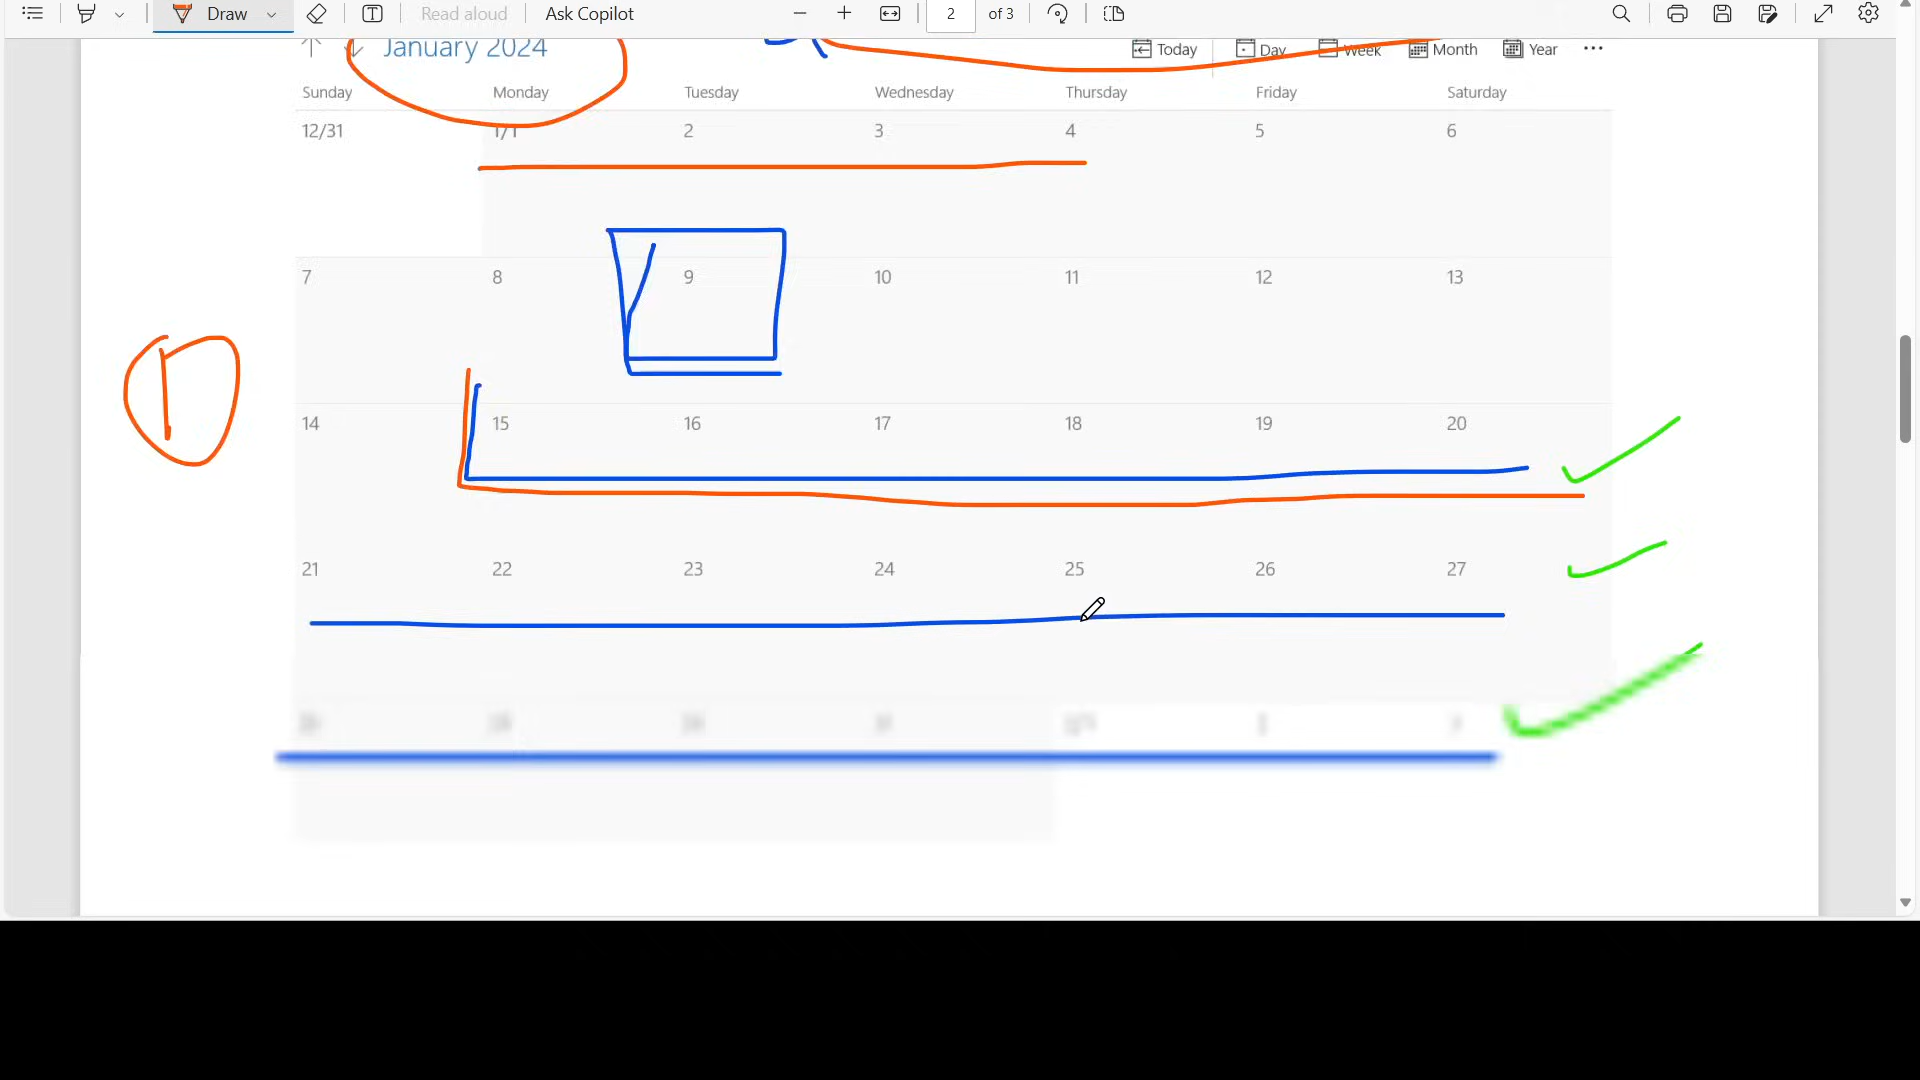 Draw Read aloud Ask Copilot 2 of 3
January 2024 Today Day Week Month Year
Sunday Monday Tuesday Wednesday Thursday Friday Saturday
12/31 1/1 2 3 4 5 6
7 8 9 10 11 12 13
14 15 16 17 18 19 20
21 22 23 24 25 26 27